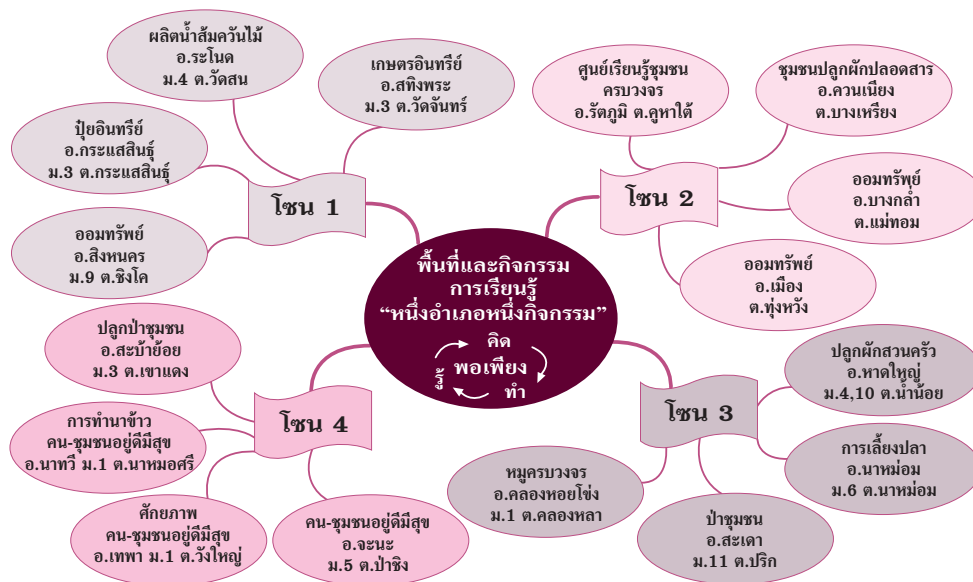 ผลิตน้ำส้มควันไม้
อ.ระโนด
ม.4 ต.วัดสน
เกษตรอินทรีย์
อ.สทิงพระ
ม.3 ต.วัดจันทร์
ปุ๋ยอินทรีย์
อ.กระแสสินธุ์
ม.3 ต.กระแสสินธุ์
ออมทรัพย์
อ.สิงหนคร
ม.9 ต.ชิงโค
โซน 1
ศูนย์เรียนรู้ชุมชน
ครบวงจร
อ.รัตภูมิ ต.คูหาใต้
ชุมชนปลูกผักปลอดสาร
อ.ควนเนียง
ต.บางเหรียง
โซน 2
ออมทรัพย์
อ.บางกล่ำ
ต.แม่ทอม
ออมทรัพย์
อ.เมือง
ต.ทุ่งหวัง
พื้นที่และกิจกรรม
การเรียนรู้
“หนึ่งอำเภอหนึ่งกิจกรรม”
คิด
พอเพียง
รู้
ทำ
ปลูกป่าชุมชน
อ.สะบ้าย้อย
ม.3 ต.เขาแดง
การทำนาข้าว
คน-ชุมชนอยู่ดีมีสุข
อ.นาทวี ม.1 ต.นาหมอศรี
ศักยภาพ
คน-ชุมชนอยู่ดีมีสุข
อ.เทพา ม.1 ต.วังใหญ่
คน-ชุมชนอยู่ดีมีสุข
อ.จะนะ
ม.5 ต.ป่าชิง
โซน 4
โซน 3
ปลูกผักสวนครัว
อ.หาดใหญ่
ม.4,10 ต.น้ำน้อย
การเลี้ยงปลา
อ.นาหม่อม
ม.6 ต.นาหม่อม
หมูครบวงจร
อ.คลองหอยโข่ง
ม.1 ต.คลองหลา
ป่าชุมชน
อ.สะเดา
ม.11 ต.ปริก